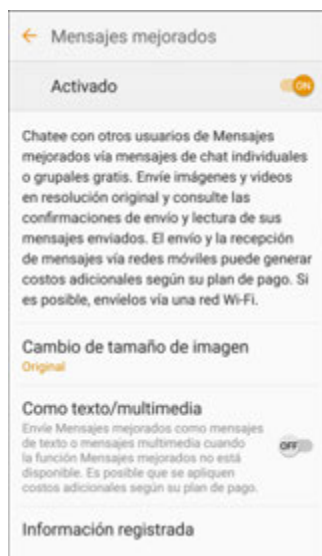 Mensajes mejorados
Activado
ON
Chatee con otros usuarios de Mensajes
mejorados vía mensajes de chat individuales
o grupales gratis. Envíe imágenes y videos
en resolución original y consulte las
confirmaciones de envío y lectura de sus
mensajes enviados. El envío y la recepción
de mensajes vía redes móviles puede generar
costos adicionales según su plan de pago. Si
es posible, envíelos vía una red Wi-Fi.
Cambio de tamaño de imagen
Original
Como texto/multimedia
Envíe Mensajes mejorados como mensajes
de texto o mensajes multimedia cuando
la función Mensajes mejorados no está
disponible. Es posible que se apliquen
costos adicionales según su plan de pago.
OFF
Información registrada